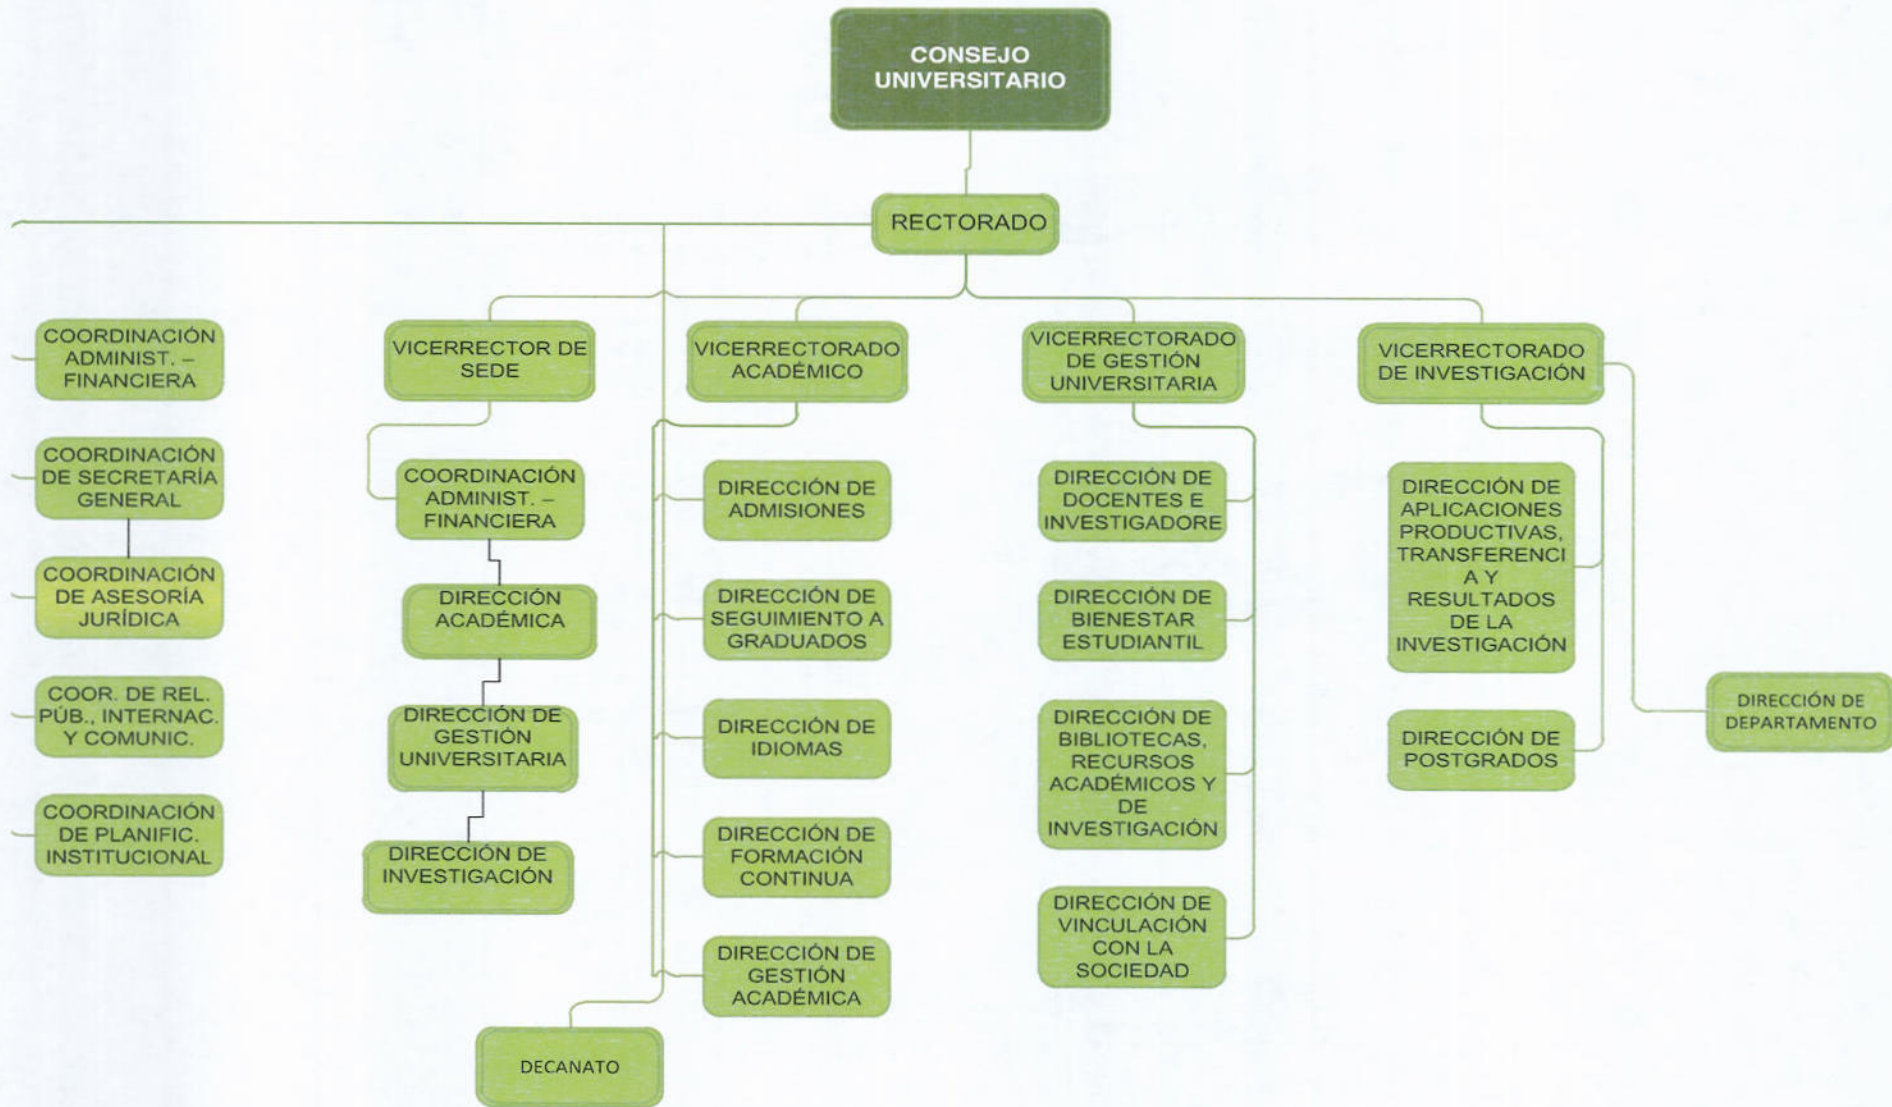 CONSEJO
UNIVERSITARIO
RECTORADO
COORDINACIÓN
ADMINIST. –
FINANCIERA
COORDINACIÓN
DE SECRETARÍA
GENERAL
COORDINACIÓN
DE ASESORÍA
JURÍDICA
COOR. DE REL.
PÚB., INTERNAC.
Y COMUNIC.
COORDINACIÓN
DE PLANIFIC.
INSTITUCIONAL
VICERRECTOR DE
SEDE
COORDINACIÓN
ADMINIST. –
FINANCIERA
DIRECCIÓN
ACADÉMICA
DIRECCIÓN DE
GESTIÓN
UNIVERSITARIA
DIRECCIÓN DE
INVESTIGACIÓN
VICERRECTORADO
ACADÉMICO
DIRECCIÓN DE
ADMISIONES
DIRECCIÓN DE
SEGUIMIENTO A
GRADUADOS
DIRECCIÓN DE
IDIOMAS
DIRECCIÓN DE
FORMACIÓN
CONTINUA
DIRECCIÓN DE
GESTIÓN
ACADÉMICA
DECANATO
VICERRECTORADO
DE GESTIÓN
UNIVERSITARIA
DIRECCIÓN DE
DOCENTES E
INVESTIGADORE
DIRECCIÓN DE
BIENESTAR
ESTUDIANTIL
DIRECCIÓN DE
BIBLIOTECAS,
RECURSOS
ACADÉMICOS Y
DE
INVESTIGACIÓN
DIRECCIÓN DE
VINCULACIÓN
CON LA
SOCIEDAD
VICERRECTORADO
DE INVESTIGACIÓN
DIRECCIÓN DE
APLICACIONES
PRODUCTIVAS,
TRANSFERENCI
A Y
RESULTADOS
DE LA
INVESTIGACIÓN
DIRECCIÓN DE
POSTGRADOS
DIRECCIÓN DE
DEPARTAMENTO